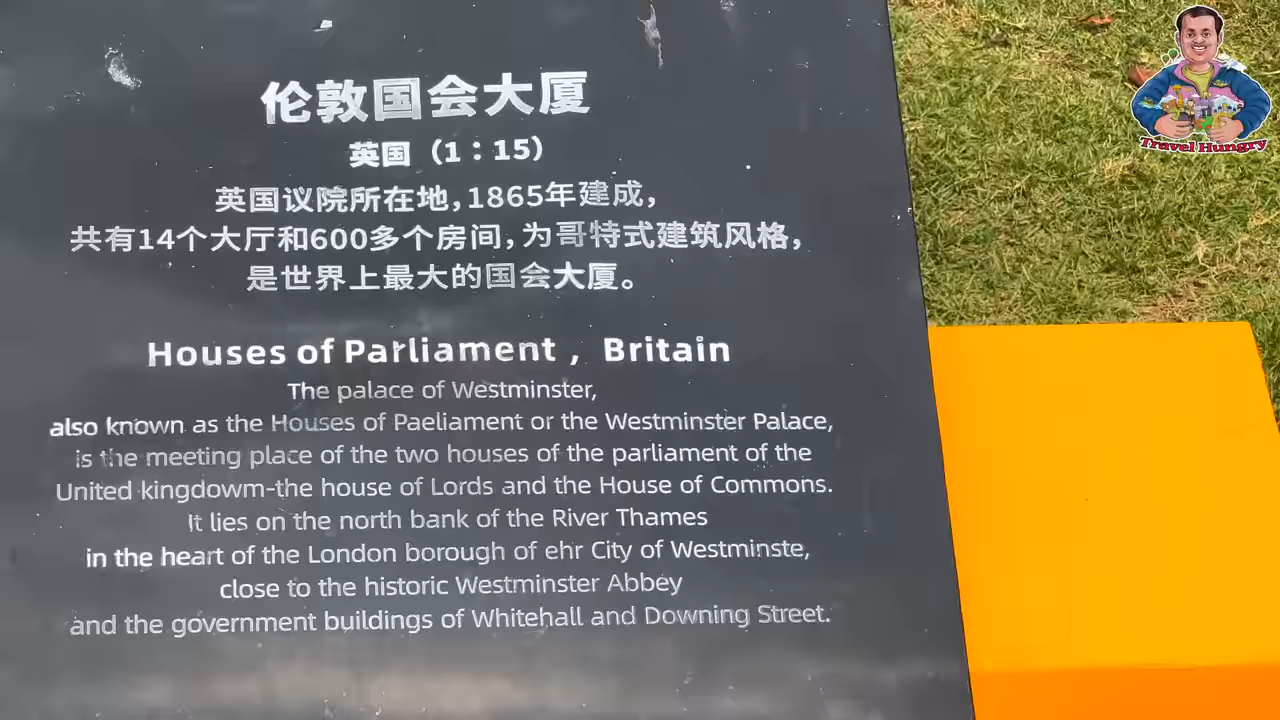 伦敦国会大厦
英国（1：15）
英国议院所在地，1865年建成，
共有14个大厅和600多个房间，为哥特式建筑风格，
是世界上最大的国会大厦。
Houses of Parliament , Britain
The palace of Westminster,
also known as the Houses of Paeliament or the Westminster Palace,
is the meeting place of the two houses of the parliament of the
United kingdowm-the house of Lords and the House of Commons.
It lies on the north bank of the River Thames
in the heart of the London borough of ehr City of Westminste,
close to the historic Westminster Abbey
and the government buildings of Whitehall and Downing Street.
Travel Hungry